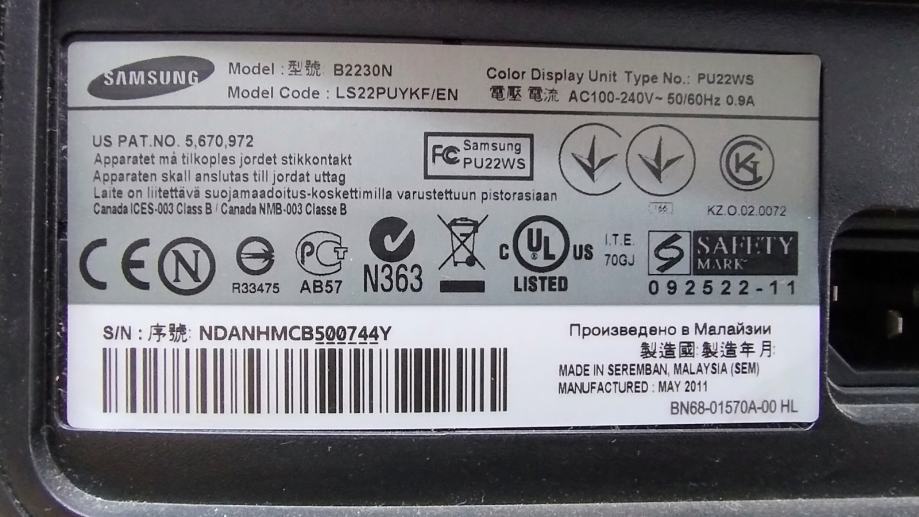 SAMSUNG
Model : 型號 B2230N
Model Code : LS22PUYKF/EN
Color Display Unit Type No.: PU22WS
電壓 電流 AC100-240V~ 50/60Hz 0.9A
US PAT.NO. 5,670,972
Apparatet må tilkoples jordet stikkontakt
Apparaten skall anslutas till jordat uttag
Laite on liitettävä suojamaadoitus-koskettimilla varustettuun pistorasiaan
Canada ICES-003 Class B / Canada NMB-003 Classe B
FC Samsung
PU22WS
KZ.O.02.0072
CE
N
R33475
PCT
AB57
N363
C UL US
LISTED
I.T.E.
70GJ
S SAFETY
MARK
092522-11
S/N : 序號: NDANHMCB500744Y
Произведено в Малайзии
製造國: 製造年月:
MADE IN SEREMBAN, MALAYSIA (SEM)
MANUFACTURED : MAY 2011
BN68-01570A-00 HL